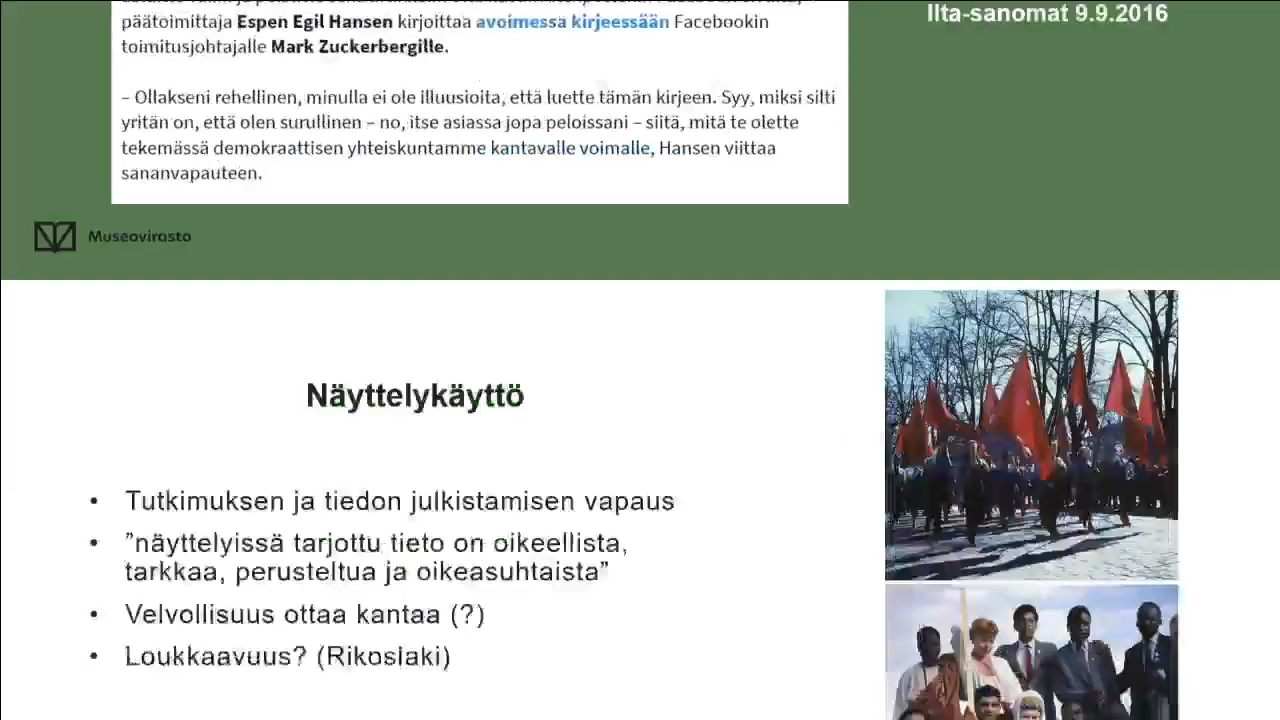 päätoimittaja Espen Egil Hansen kirjoittaa avoimessa kirjeessään Facebookin
toimitusjohtajalle Mark Zuckerbergille.
– Ollakseni rehellinen, minulla ei ole illuusioita, että luette tämän kirjeen. Syy, miksi silti
yritän on, että olen surullinen – no, itse asiassa jopa peloissani – siitä, mitä te olette
tekemässä demokraattisen yhteiskuntamme kantavalle voimalle, Hansen viittaa
sananvapauteen.
Ilta-sanomat 9.9.2016
Museovirasto
Näyttelykäyttö
• Tutkimuksen ja tiedon julkistamisen vapaus
• ”näyttelyissä tarjottu tieto on oikeellista,
tarkkaa, perusteltua ja oikeasuhtaista”
• Velvollisuus ottaa kantaa (?)
• Loukkaavuus? (Rikoslaki)